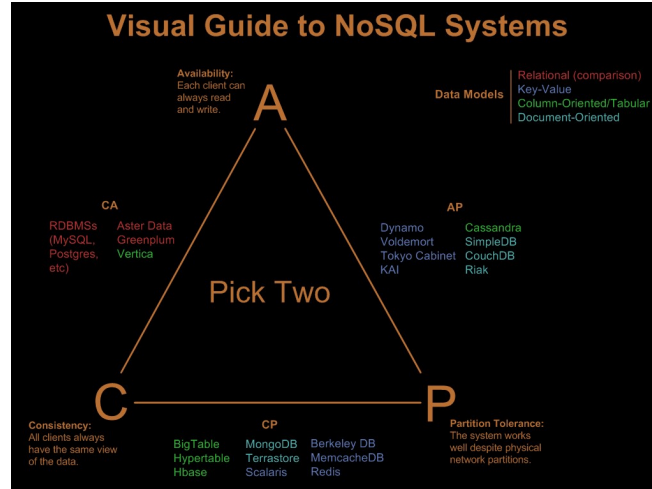 Visual Guide to NoSQL Systems
Availability:
Each client can
always read
and write.
A
Data Models
Relational (comparison)
Key-Value
Column-Oriented/Tabular
Document-Oriented
CA
RDBMSs
(MySQL,
Postgres,
etc)
Aster Data
Greenplum
Vertica
AP
Dynamo
Voldemort
Tokyo Cabinet
KAI
Cassandra
SimpleDB
CouchDB
Riak
Pick Two
C
Consistency:
All clients always
have the same view
of the data.
CP
BigTable
Hypertable
Hbase
MongoDB
Terrastore
Scalaris
Berkeley DB
MemcacheDB
Redis
P
Partition Tolerance:
The system works
well despite physical
network partitions.